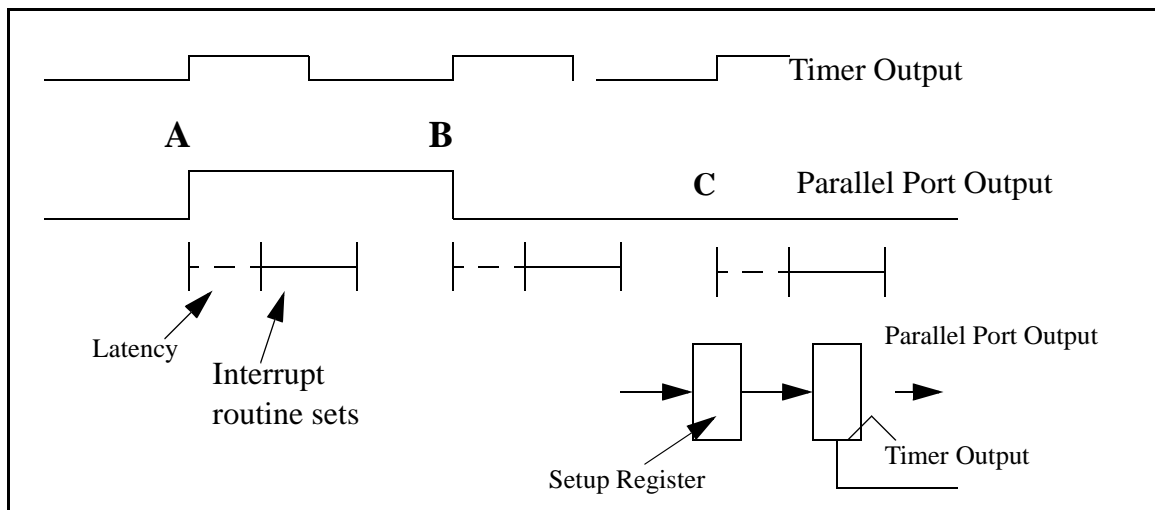 Timer Output
A
B
C
Parallel Port Output
Latency
Interrupt
routine sets
Parallel Port Output
Setup Register
Timer Output